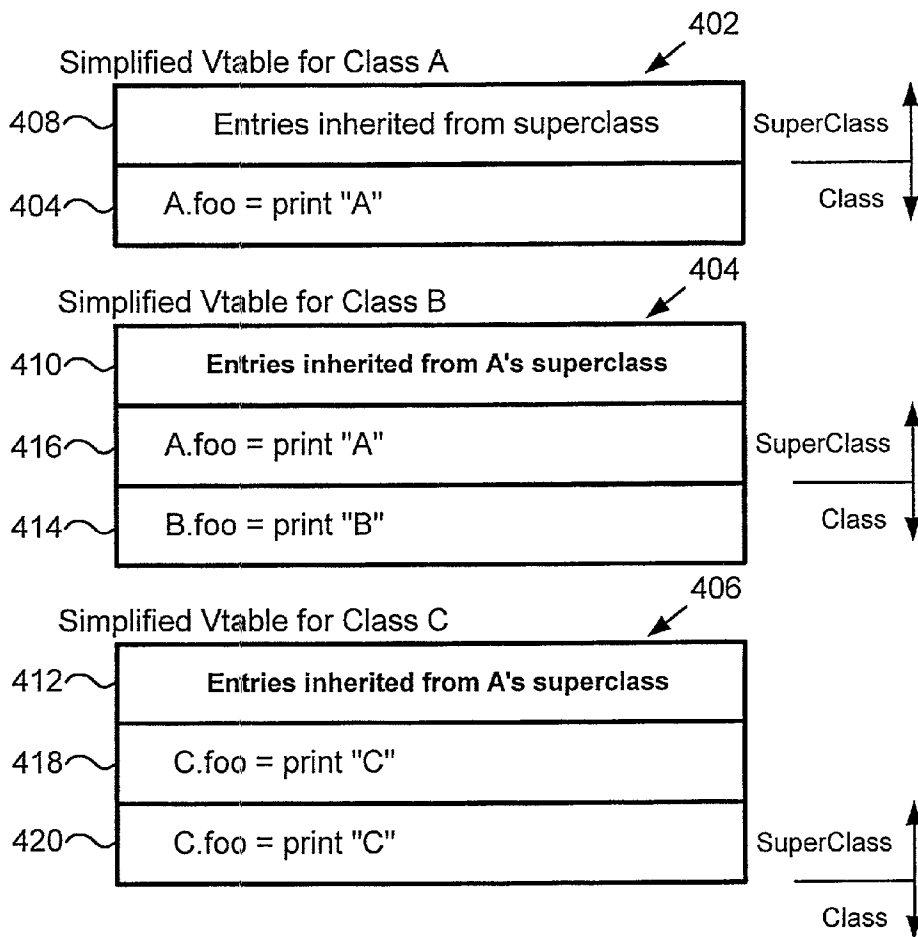 402
Simplified Vtable for Class A
408 Entries inherited from superclass SuperClass
404 A.foo = print "A" Class
404
Simplified Vtable for Class B
410 Entries inherited from A's superclass
416 A.foo = print "A" SuperClass
414 B.foo = print "B" Class
406
Simplified Vtable for Class C
412 Entries inherited from A's superclass
418 C.foo = print "C"
420 C.foo = print "C" SuperClass
Class